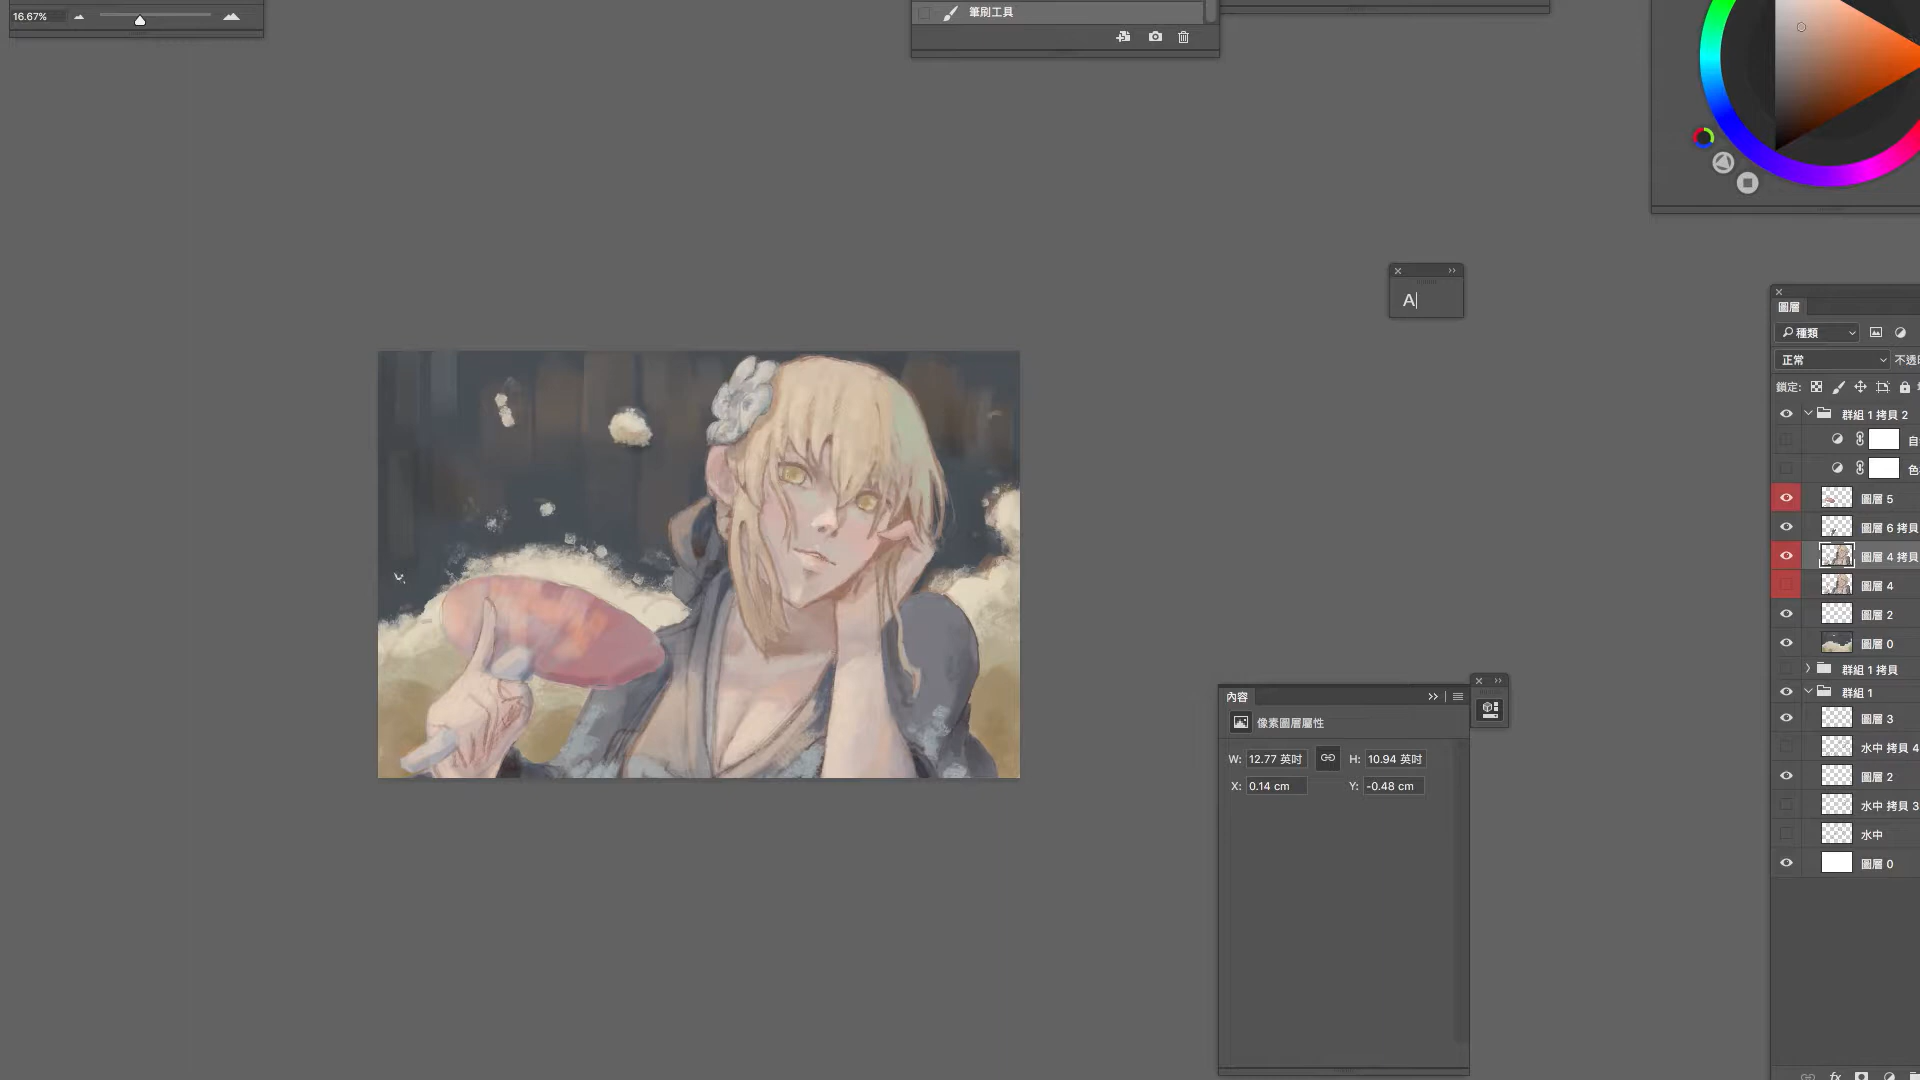 16.67%
筆刷工具
A
圖層
種類
正常
不透明
鎖定:
群組 1 拷貝 2
圖層 5
圖層 6 拷貝
圖層 4 拷貝
圖層 4
圖層 2
圖層 0
群組 1 拷貝
群組 1
圖層 3
水中 拷貝 4
圖層 2
水中 拷貝 3
水中
圖層 0
內容
像素圖層屬性
W: 12.77 英吋 H: 10.94 英吋
X: 0.14 cm Y: -0.48 cm
fx